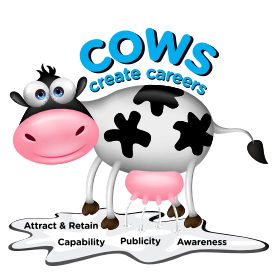 COWS
create careers
Attract & Retain
Capability Publicity Awareness